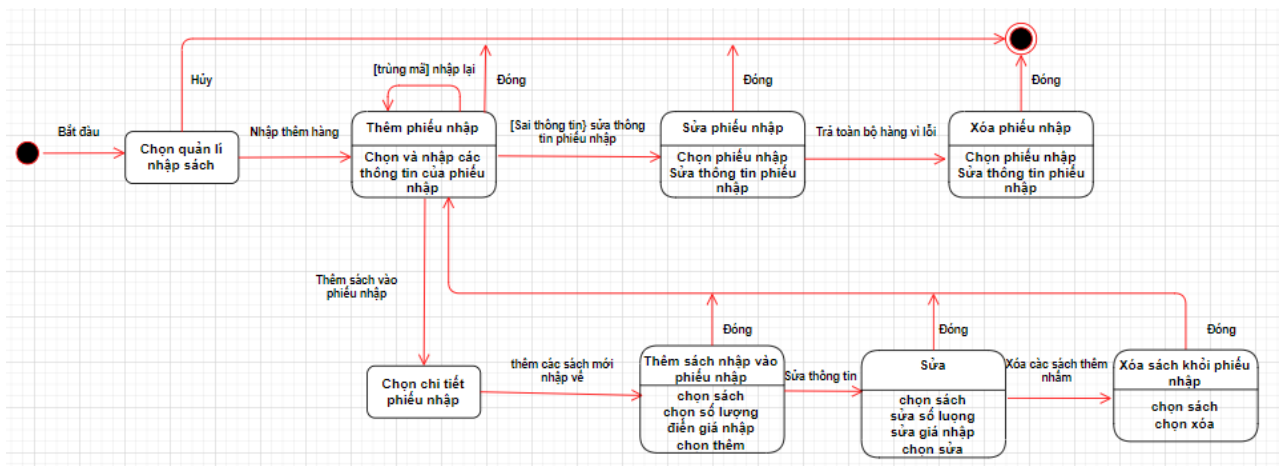 Hủy
[trùng mã] nhập lại
Đóng
Đóng
Đóng
Bắt đầu
Chọn quản lí
nhập sách
Nhập thêm hàng
Thêm phiếu nhập
Chọn và nhập các
thông tin của phiếu
nhập
[Sai thông tin} sửa thông
tin phiếu nhập
Sửa phiếu nhập
Chọn phiếu nhập
Sửa thông tin phiếu
nhập
Trả toàn bộ hàng vì lỗi
Xóa phiếu nhập
Chọn phiếu nhập
Sửa thông tin phiếu
nhập
Thêm sách vào
phiếu nhập
Chọn chi tiết
phiếu nhập
thêm các sách mới
nhập về
Đóng
Thêm sách nhập vào
phiếu nhập
chọn sách
chọn số lượng
điền giá nhập
chon thêm
Sửa thông tin
Đóng
Sửa
chọn sách
sửa số luọng
sửa giá nhập
chọn sửa
Xóa các sách thêm
nhầm
Đóng
Xóa sách khỏi phiếu
nhập
chọn sách
chọn xóa